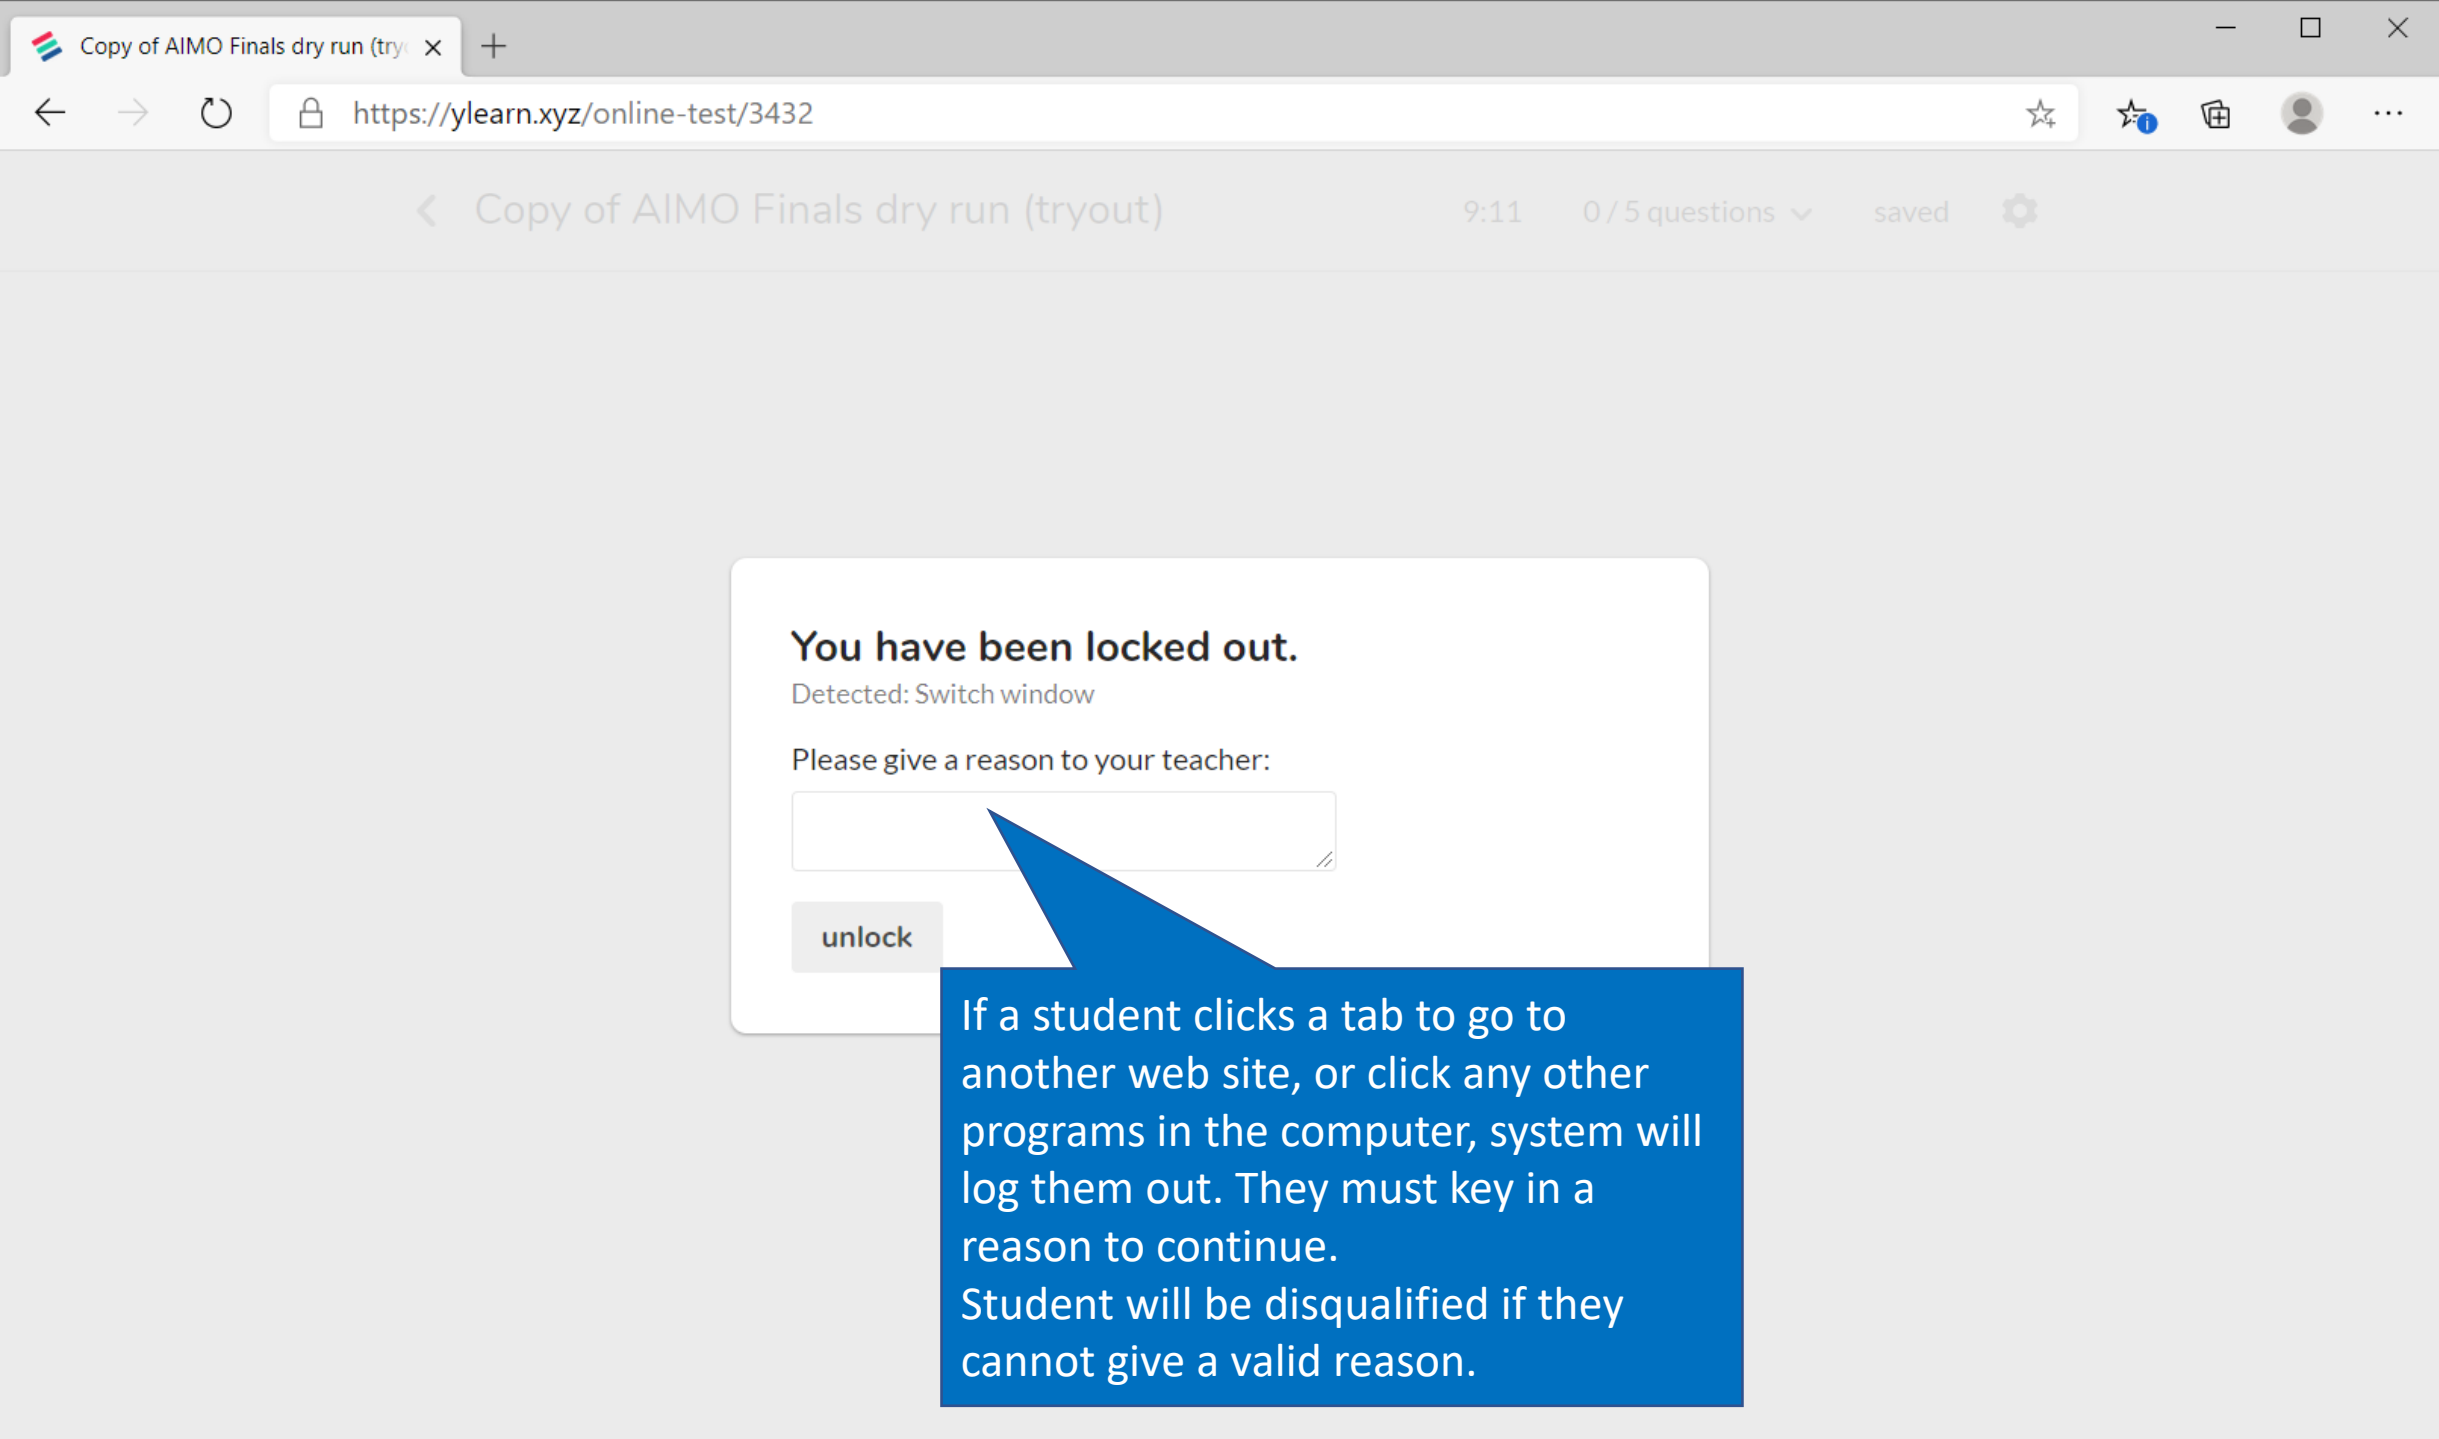 Copy of AIMO Finals dry run (try
https://ylearn.xyz/online-test/3432
Copy of AIMO Finals dry run (tryout)
9:11
0 / 5 questions
saved
You have been locked out.
Detected: Switch window
Please give a reason to your teacher:
unlock
If a student clicks a tab to go to
another web site, or click any other
programs in the computer, system will
log them out. They must key in a
reason to continue.
Student will be disqualified if they
cannot give a valid reason.